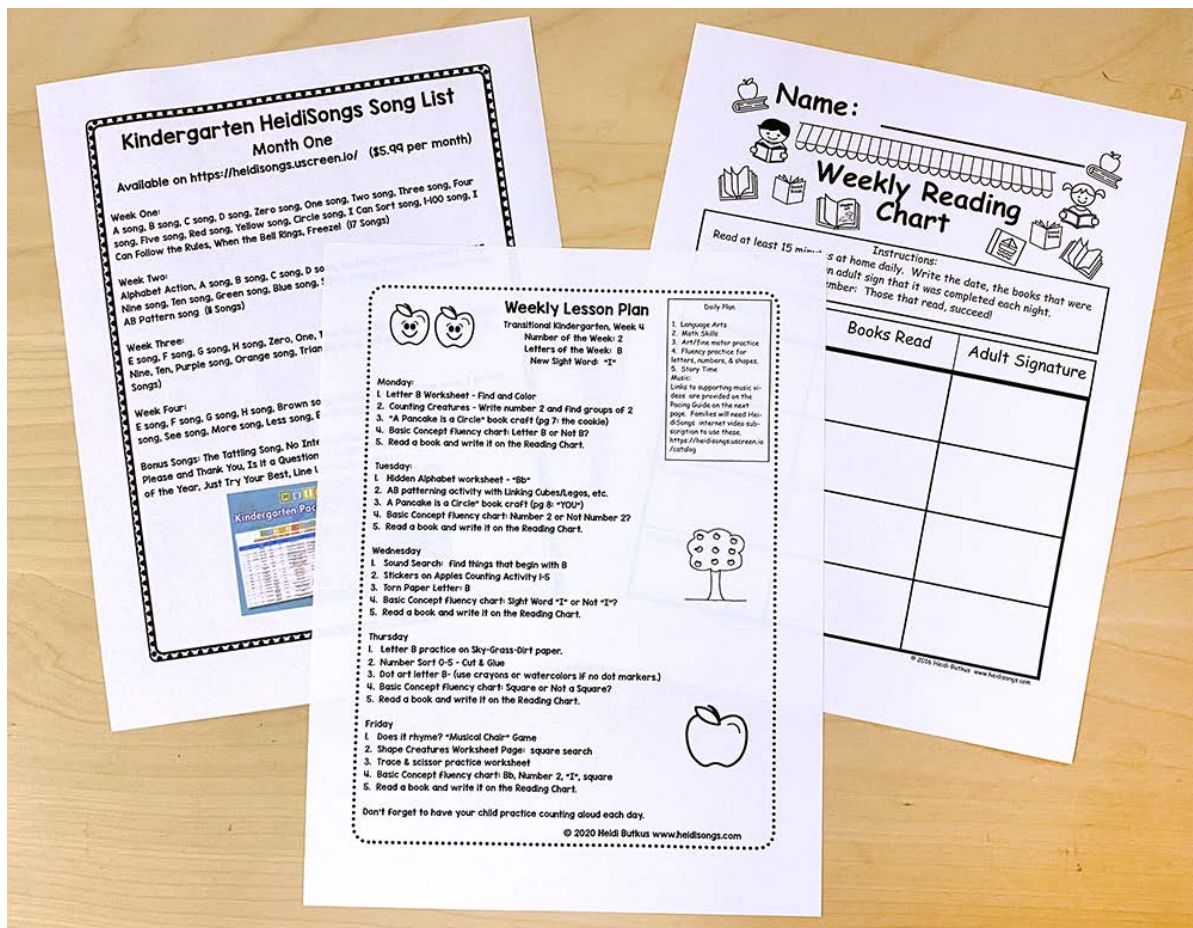 Kindergarten HeidiSongs Song List
Month One
Available on https://heidisongs.uscreen.io/ ($5.99 per month)
Week One:
A song, B song, C song, D song, Zero song, One song, Two song, Three song, Four
song, Five song, Red song, Yellow song, Circle song, I Can Sort song, 1-100 song, I
Can Follow the Rules, When the Bell Rings, Freeze! (17 Songs)
Week Two:
Alphabet Action, A song, B song, C song, D
Nine song, Ten song, Green song, Blue song,
AB Pattern song (18 Songs)
Week Three:
E song, F song, G song, H song, Zero, One,
Nine, Ten, Purple song, Orange song,
Songs)
Week Four:
E song, F song, G song, H song, Brown
song, See song, More song, Less song,
Bonus Songs: The Tattling Song, No
Please and Thank You, Is it a Question
of the Year, Just Try Your Best, Line
Kindergarten
Name:
Weekly Reading
Chart
Instructions:
Read at least 15 at home daily. Write the date, the books that were
adult sign that it was completed each night.
Those that read, succeed!
Books Read
Adult Signature
© 2016 Heidi Butkus www.heidisongs.com
Weekly Lesson Plan
Transitional Kindergarten, Week 4
Number of the Week: 2
Letters of the Week: B
New Sight Word: "I"
Daily Plan
1. Language Arts
2. Math Skills
3. Art/fine motor practice
4. Fluency practice for
letters, numbers, & shapes.
5. Story Time
Music:
Links to supporting music vi-
deos are provided on the
Pacing Guide on the next
page. Families will need Hei-
diSongs internet video sub-
scription to use these.
https://heidisongs.uscreen.io
/catalog
Monday:
1. Letter B Worksheet - Find and Color
2. Counting Creatures - Write number 2 and find groups of 2
3. "A Pancake is a Circle" book craft (pg 7: the cookie)
4. Basic Concept fluency chart: Letter B or Not B?
5. Read a book and write it on the Reading Chart.
Tuesday:
1. Hidden Alphabet worksheet - "Bb"
2. AB patterning activity with Linking Cubes/Legos, etc.
3. A Pancake is a Circle" book craft (pg 8: "YOU")
4. Basic Concept fluency chart: Number 2 or Not Number 2?
5. Read a book and write it on the Reading Chart.
Wednesday
1. Sound Search: find things that begin with B
2. Stickers on Apples Counting Activity 1-5
3. Torn Paper Letter: B
4. Basic Concept fluency chart: Sight Word "I" or Not "I"?
5. Read a book and write it on the Reading Chart.
Thursday
1. Letter B practice on Sky-Grass-Dirt paper.
2. Number Sort 0-5 - Cut & Glue
3. Dot art letter B- (use crayons or watercolors if no dot markers.)
4. Basic Concept fluency chart: Square or Not a Square?
5. Read a book and write it on the Reading Chart.
Friday
1. Does it rhyme? "Musical Chair" Game
2. Shape Creatures Worksheet Page: square search
3. Trace & scissor practice worksheet
4. Basic Concept fluency chart: Bb, Number 2, "I", square
5. Read a book and write it on the Reading Chart.
Don't forget to have your child practice counting aloud each day.
© 2020 Heidi Butkus www.heidisongs.com